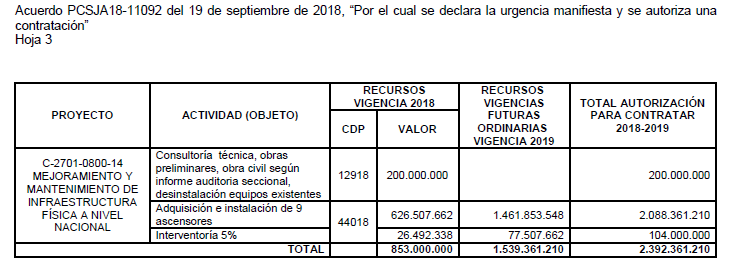 Acuerdo PCSJA18-11092 del 19 de septiembre de 2018, “Por el cual se declara la urgencia manifiesta y se autoriza una
contratación”
Hoja 3
PROYECTO
ACTIVIDAD (OBJETO)
RECURSOS
VIGENCIA 2018
CDP
VALOR
RECURSOS
VIGENCIAS
FUTURAS
ORDINARIAS
VIGENCIA 2019
TOTAL AUTORIZACIÓN
PARA CONTRATAR
2018-2019
C-2701-0800-14
MEJORAMIENTO Y
MANTENIMIENTO DE
INFRAESTRUCTURA
FÍSICA A NIVEL
NACIONAL
Consultoría técnica, obras
preliminares, obra civil según
informe auditoria seccional,
desinstalación equipos existentes
12918
200.000.000
200.000.000
Adquisición e instalación de 9
ascensores
44018
626.507.662
1.461.853.548
2.088.361.210
Interventoría 5%
26.492.338
77.507.662
104.000.000
TOTAL
853.000.000
1.539.361.210
2.392.361.210